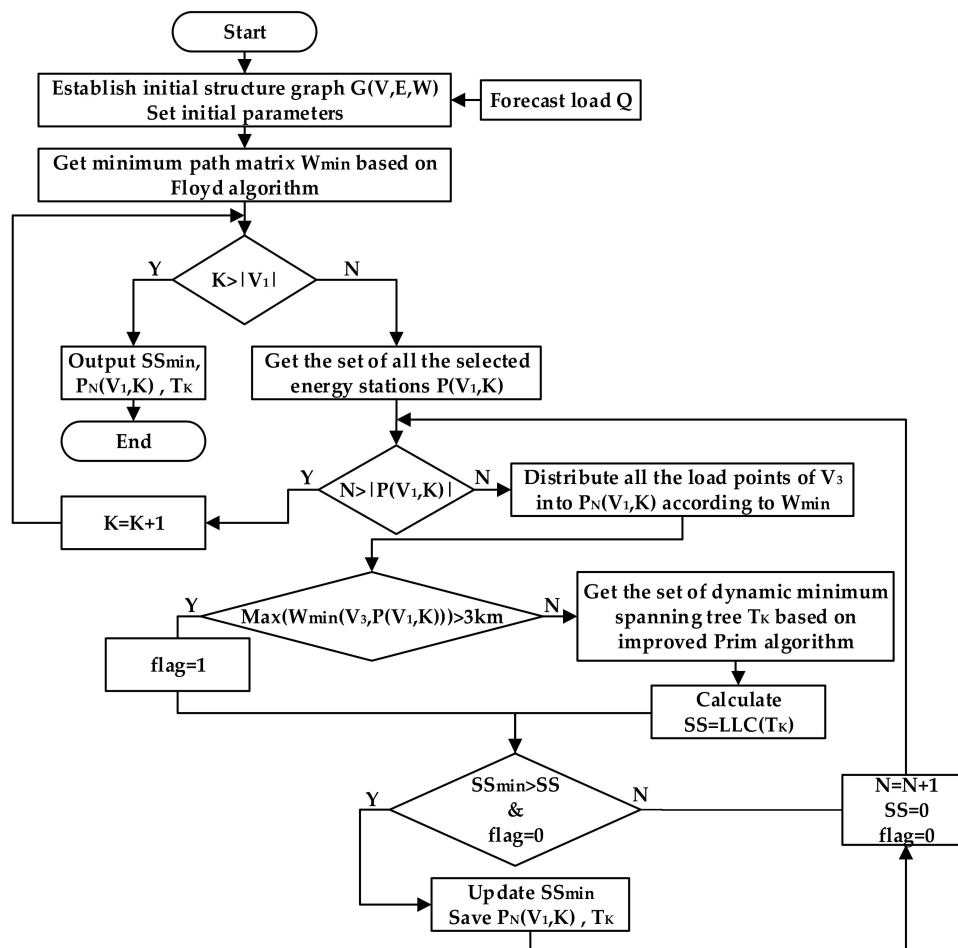 Start
Establish initial structure graph G(V,E,W)
Set initial parameters
Forecast load Q
Get minimum path matrix Wmin based on
Floyd algorithm
Y
K>|V₁|
N
Output SSmin,
PN(V₁,K) , TK
Get the set of all the selected
energy stations P(V₁,K)
End
Y
N>|P(V₁,K)|
N
Distribute all the load points of V₃
into PN(V₁,K) according to Wmin
K=K+1
Y
Max(Wmin(V₃,P(V₁,K)))>3km
N
Get the set of dynamic minimum
spanning tree TK based on
improved Prim algorithm
flag=1
Calculate
SS=LLC(TK)
Y
SSmin>SS
&
flag=0
N
N=N+1
SS=0
flag=0
Update SSmin
Save PN(V₁,K) , TK